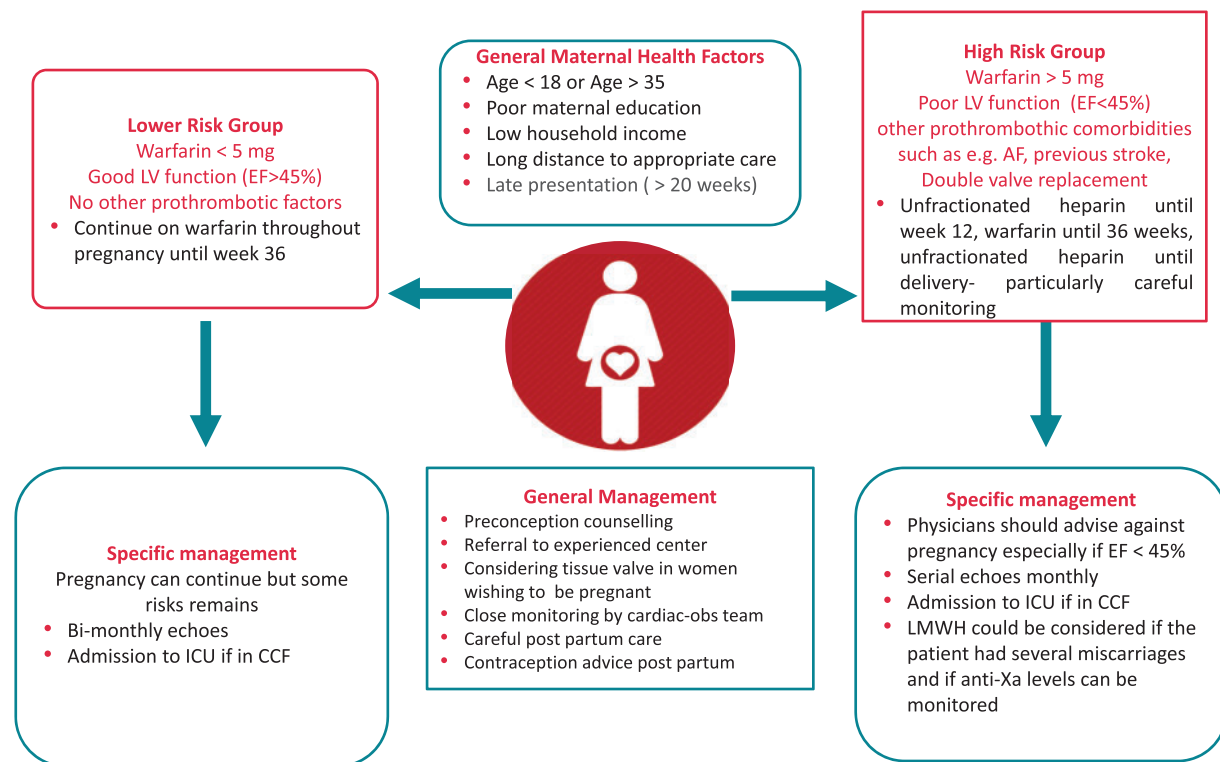 General Maternal Health Factors
• Age < 18 or Age > 35
• Poor maternal education
• Low household income
• Long distance to appropriate care
• Late presentation ( > 20 weeks)
Lower Risk Group
Warfarin < 5 mg
Good LV function (EF>45%)
No other prothrombotic factors
• Continue on warfarin throughout
pregnancy until week 36
High Risk Group
Warfarin > 5 mg
Poor LV function (EF<45%)
other prothrombothic comorbidities
such as e.g. AF, previous stroke,
Double valve replacement
• Unfractionated heparin until
week 12, warfarin until 36 weeks,
unfractionated heparin until
delivery- particularly careful
monitoring
Specific management
Pregnancy can continue but some
risks remains
• Bi-monthly echoes
• Admission to ICU if in CCF
General Management
• Preconception counselling
• Referral to experienced center
• Considering tissue valve in women
wishing to be pregnant
• Close monitoring by cardiac-obs team
• Careful post partum care
• Contraception advice post partum
Specific management
• Physicians should advise against
pregnancy especially if EF < 45%
• Serial echoes monthly
• Admission to ICU if in CCF
• LMWH could be considered if the
patient had several miscarriages
and if anti-Xa levels can be
monitored